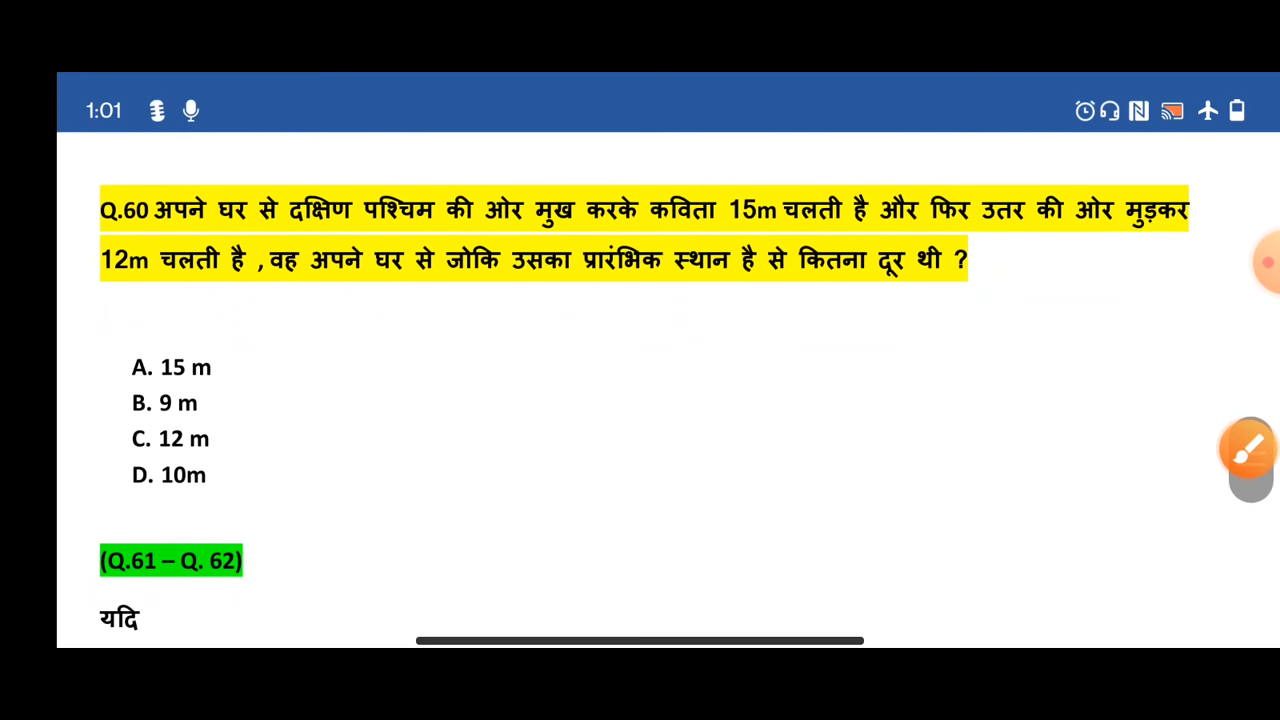 1:01
Q.60 अपने घर से दक्षिण पश्चिम की ओर मुख करके कविता 15m चलती है और फिर उतर की ओर मुड़कर
12m चलती है , वह अपने घर से जोकि उसका प्रारंभिक स्थान है से कितना दूर थी ?
A. 15 m
B. 9 m
C. 12 m
D. 10m
(Q.61 – Q. 62)
यदि